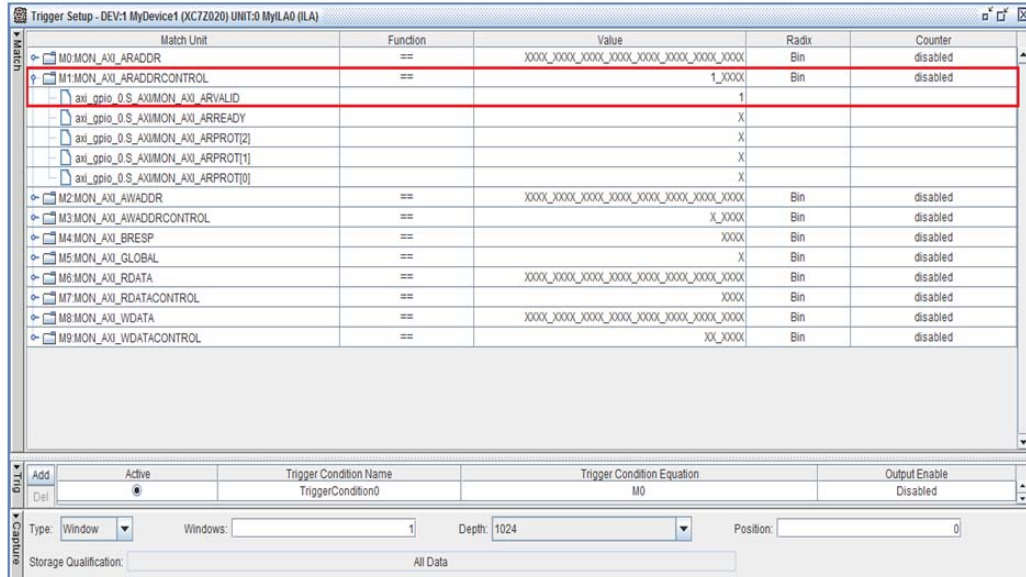 Trigger Setup - DEV:1 MyDevice1 (XC7Z020) UNIT:0 MyILA0 (ILA)
Match
Match Unit Function Value Radix Counter
M0:MON_AXI_ARADDR == XXXX_XXXX_XXXX_XXXX_XXXX_XXXX_XXXX_XXXX Bin disabled
M1:MON_AXI_ARADDRCONTROL == 1_XXXX Bin disabled
axi_gpio_0.S_AXI/MON_AXI_ARVALID 1
axi_gpio_0.S_AXI/MON_AXI_ARREADY X
axi_gpio_0.S_AXI/MON_AXI_ARPROT[2] X
axi_gpio_0.S_AXI/MON_AXI_ARPROT[1] X
axi_gpio_0.S_AXI/MON_AXI_ARPROT[0] X
M2:MON_AXI_AWADDR == XXXX_XXXX_XXXX_XXXX_XXXX_XXXX_XXXX_XXXX Bin disabled
M3:MON_AXI_AWADDRCONTROL == X_XXXX Bin disabled
M4:MON_AXI_BRESP == XXXX Bin disabled
M5:MON_AXI_GLOBAL == X Bin disabled
M6:MON_AXI_RDATA == XXXX_XXXX_XXXX_XXXX_XXXX_XXXX_XXXX_XXXX Bin disabled
M7:MON_AXI_RDATACONTROL == XXXX Bin disabled
M8:MON_AXI_WDATA == XXXX_XXXX_XXXX_XXXX_XXXX_XXXX_XXXX_XXXX Bin disabled
M9:MON_AXI_WDATACONTROL == XX_XXXX Bin disabled
Trig
Add Active Trigger Condition Name Trigger Condition Equation Output Enable
Del TriggerCondition0 M0 Disabled
Capture
Type: Window Windows: 1 Depth: 1024 Position: 0
Storage Qualification: All Data